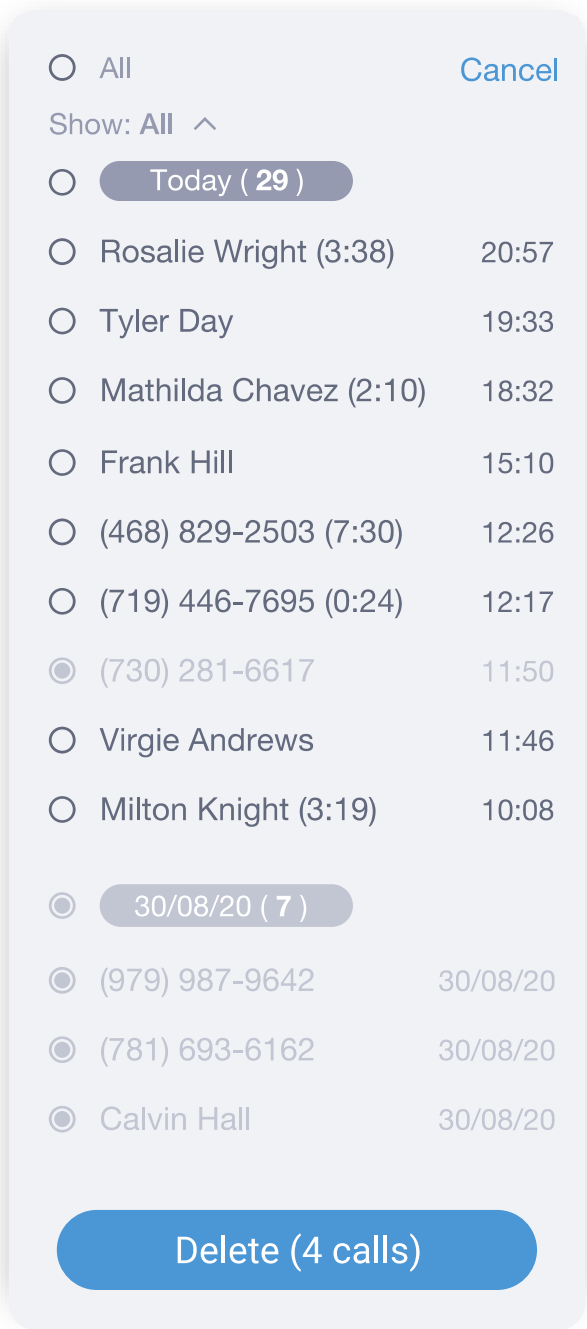 All Cancel
Show: All
Today ( 29 )
Rosalie Wright (3:38) 20:57
Tyler Day 19:33
Mathilda Chavez (2:10) 18:32
Frank Hill 15:10
(468) 829-2503 (7:30) 12:26
(719) 446-7695 (0:24) 12:17
(730) 281-6617 11:50
Virgie Andrews 11:46
Milton Knight (3:19) 10:08
30/08/20 ( 7 )
(979) 987-9642 30/08/20
(781) 693-6162 30/08/20
Calvin Hall 30/08/20
Delete (4 calls)